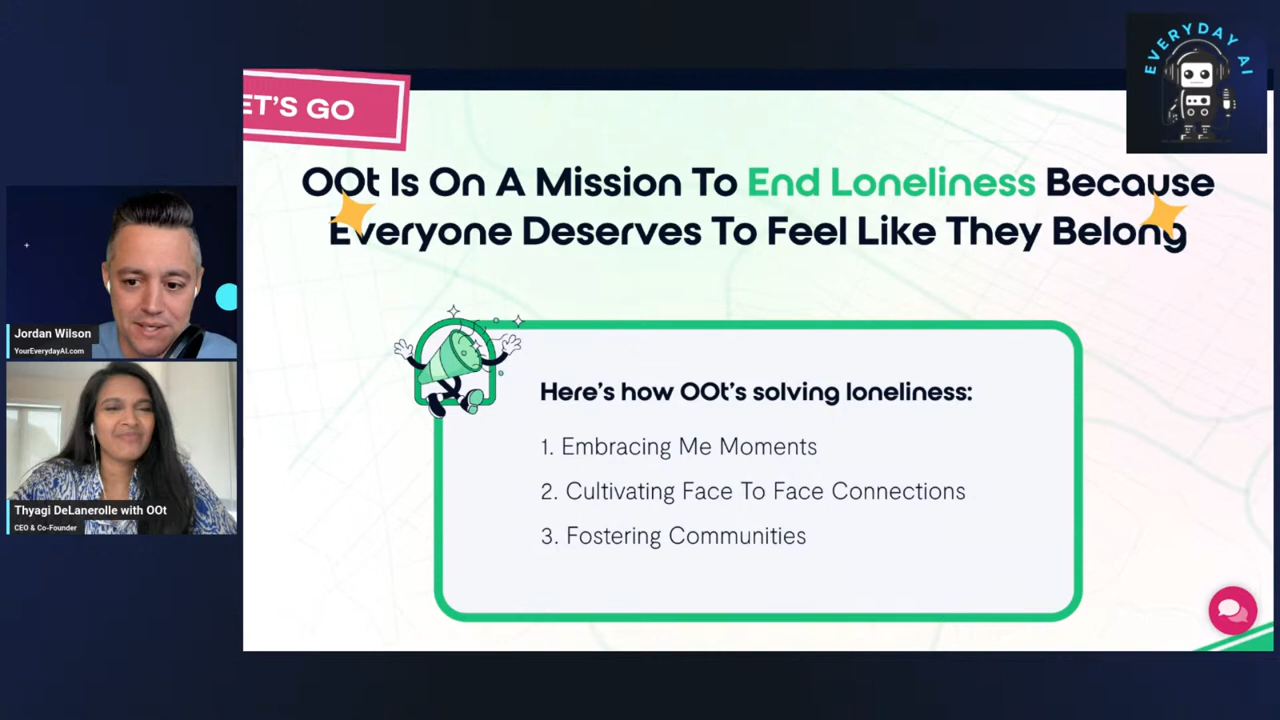 EVERYDAY AI
ET'S GO
OOt Is On A Mission To End Loneliness Because
Everyone Deserves To Feel Like They Belong
Here's how OOt's solving loneliness:
1. Embracing Me Moments
2. Cultivating Face To Face Connections
3. Fostering Communities
Jordan Wilson
YourEverydayAI.com
Thyagi DeLanerolle with OOt
CEO & Co-Founder